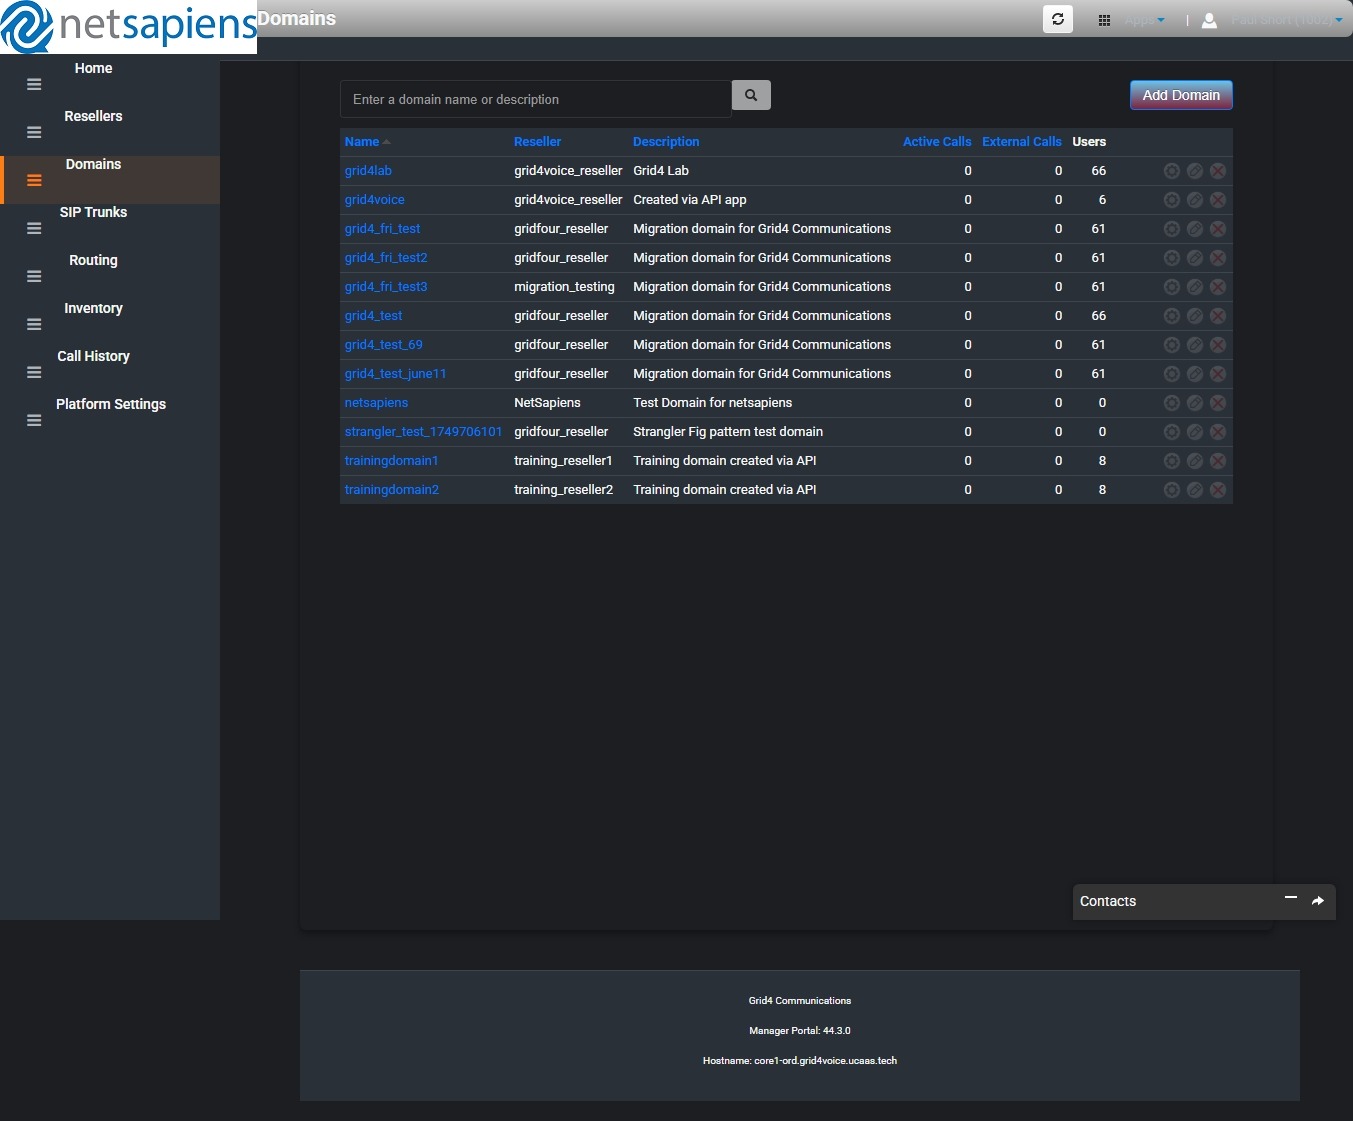 netsapiens
Domains
Apps
|
Paul Short (1002)
Home
Resellers
Domains
SIP Trunks
Routing
Inventory
Call History
Platform Settings
Enter a domain name or description
Add Domain
Name Reseller Description Active Calls External Calls Users
grid4lab grid4voice_reseller Grid4 Lab 0 0 66
grid4voice grid4voice_reseller Created via API app 0 0 6
grid4_fri_test gridfour_reseller Migration domain for Grid4 Communications 0 0 61
grid4_fri_test2 gridfour_reseller Migration domain for Grid4 Communications 0 0 61
grid4_fri_test3 migration_testing Migration domain for Grid4 Communications 0 0 61
grid4_test gridfour_reseller Migration domain for Grid4 Communications 0 0 66
grid4_test_69 gridfour_reseller Migration domain for Grid4 Communications 0 0 61
grid4_test_june11 gridfour_reseller Migration domain for Grid4 Communications 0 0 61
netsapiens NetSapiens Test Domain for netsapiens 0 0 0
strangler_test_1749706101 gridfour_reseller Strangler Fig pattern test domain 0 0 0
trainingdomain1 training_reseller1 Training domain created via API 0 0 8
trainingdomain2 training_reseller2 Training domain created via API 0 0 8
Contacts
Grid4 Communications
Manager Portal: 44.3.0
Hostname: core1-ord.grid4voice.ucaas.tech